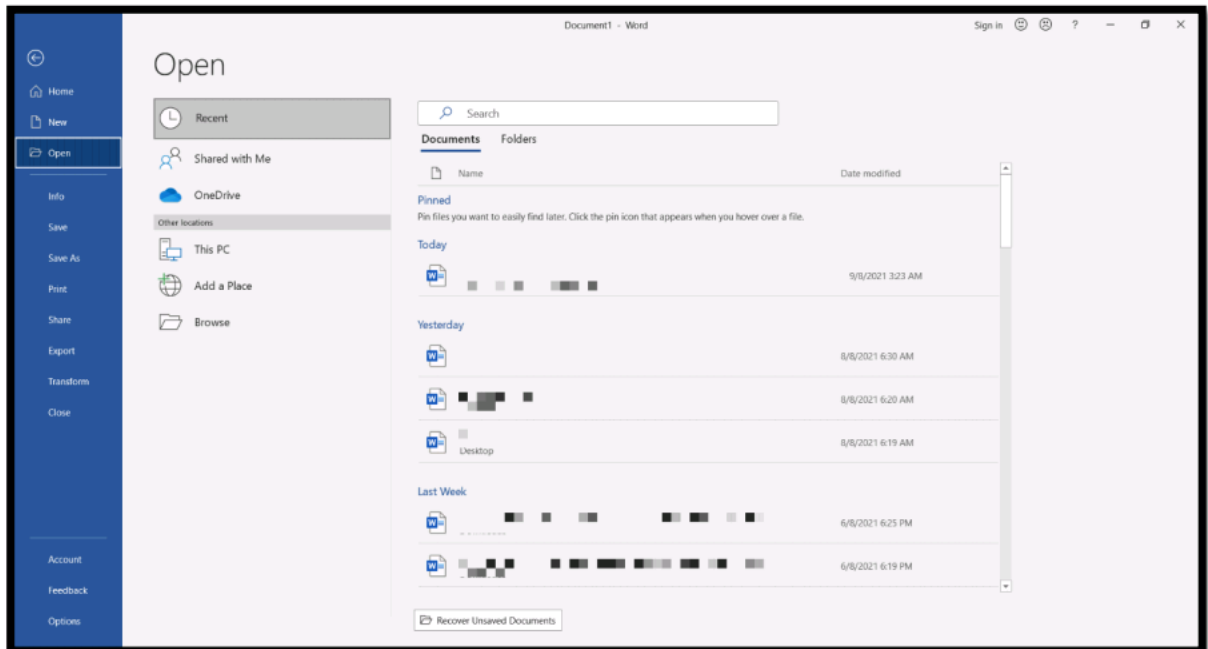 Document1 - Word
Sign in
?
Home
New
Open
Info
Save
Save As
Print
Share
Export
Transform
Close
Account
Feedback
Options
Open
Recent
Shared with Me
OneDrive
Other locations
This PC
Add a Place
Browse
Search
Documents Folders
Name Date modified
Pinned
Pin files you want to easily find later. Click the pin icon that appears when you hover over a file.
Today
9/8/2021 3:23 AM
Yesterday
8/8/2021 6:30 AM
8/8/2021 6:20 AM
Desktop
8/8/2021 6:19 AM
Last Week
6/8/2021 6:25 PM
6/8/2021 6:19 PM
Recover Unsaved Documents